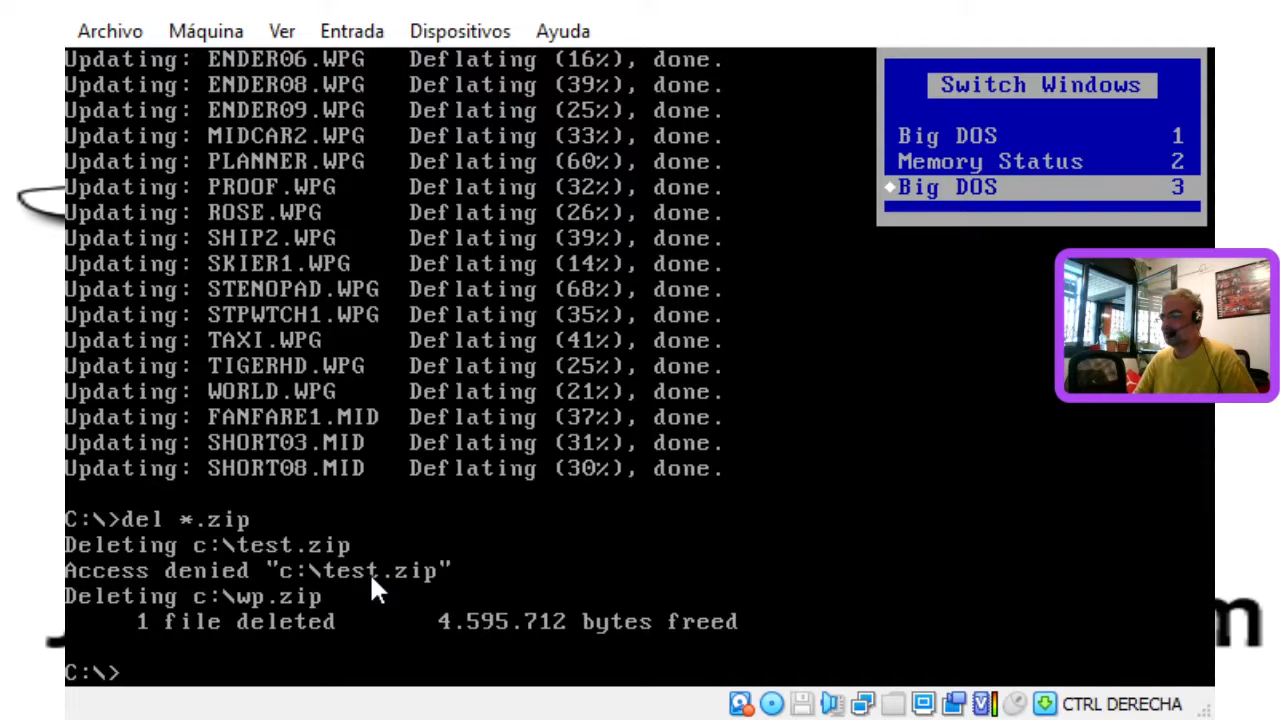 Archivo Máquina Ver Entrada Dispositivos Ayuda
Updating: ENDER06.WPG Deflating (16%), done.
Updating: ENDER08.WPG Deflating (39%), done.
Updating: ENDER09.WPG Deflating (25%), done.
Updating: MIDCAR2.WPG Deflating (33%), done.
Updating: PLANNER.WPG Deflating (60%), done.
Updating: PROOF.WPG Deflating (32%), done.
Updating: ROSE.WPG Deflating (26%), done.
Updating: SHIP2.WPG Deflating (39%), done.
Updating: SKIER1.WPG Deflating (14%), done.
Updating: STENOPAD.WPG Deflating (68%), done.
Updating: STPWTCH1.WPG Deflating (35%), done.
Updating: TAXI.WPG Deflating (41%), done.
Updating: TIGERHD.WPG Deflating (25%), done.
Updating: WORLD.WPG Deflating (21%), done.
Updating: FANFARE1.MID Deflating (37%), done.
Updating: SHORT03.MID Deflating (31%), done.
Updating: SHORT08.MID Deflating (30%), done.
C:\>del *.zip
Deleting c:\test.zip
Access denied "c:\test.zip"
Deleting c:\wp.zip
1 file deleted 4.595.712 bytes freed
C:\>
Switch Windows
Big DOS 1
Memory Status 2
Big DOS 3
CTRL DERECHA